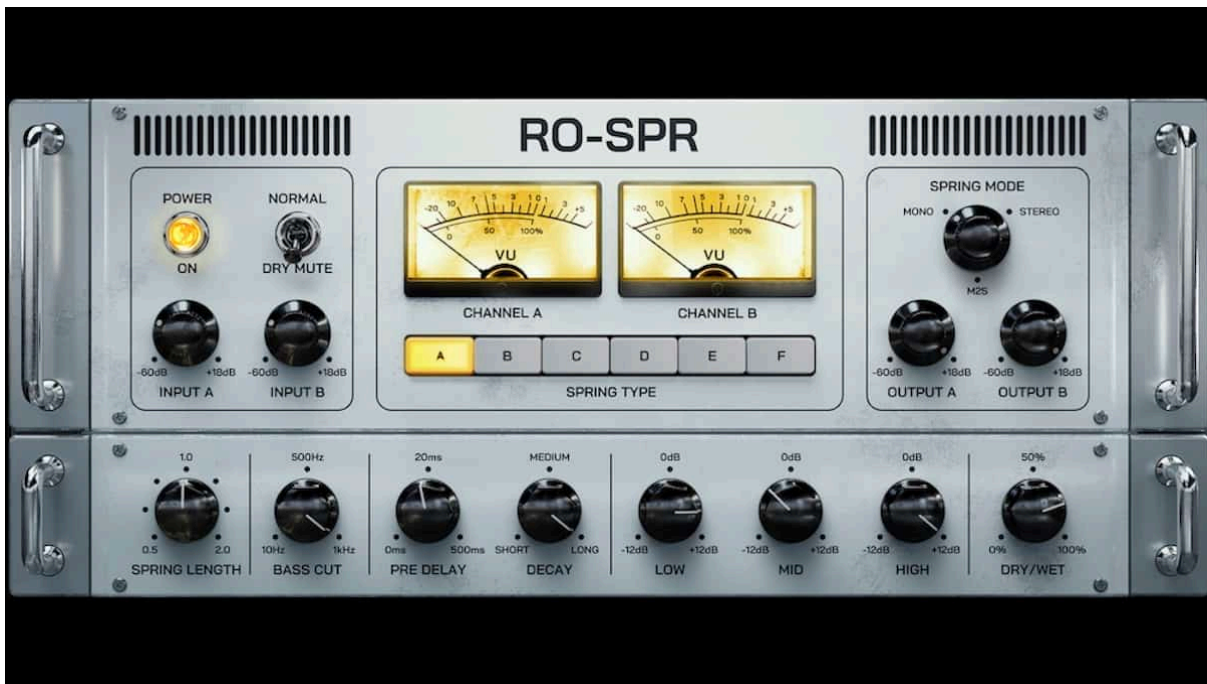 RO-SPR
POWER
ON
NORMAL
DRY MUTE
-60dB +18dB
INPUT A
-60dB +18dB
INPUT B
-20 10 7 5 3 1 0 1 3 +5
0 50 100%
VU
CHANNEL A
-20 10 7 5 3 1 0 1 3 +5
0 50 100%
VU
CHANNEL B
A B C D E F
SPRING TYPE
SPRING MODE
MONO STEREO
M2S
-60dB +18dB
OUTPUT A
-60dB +18dB
OUTPUT B
1.0
0.5 2.0
SPRING LENGTH
500Hz
10Hz 1kHz
BASS CUT
20ms
0ms 500ms
PRE DELAY
MEDIUM
SHORT LONG
DECAY
0dB
-12dB +12dB
LOW
0dB
-12dB +12dB
MID
0dB
-12dB +12dB
HIGH
50%
0% 100%
DRY/WET